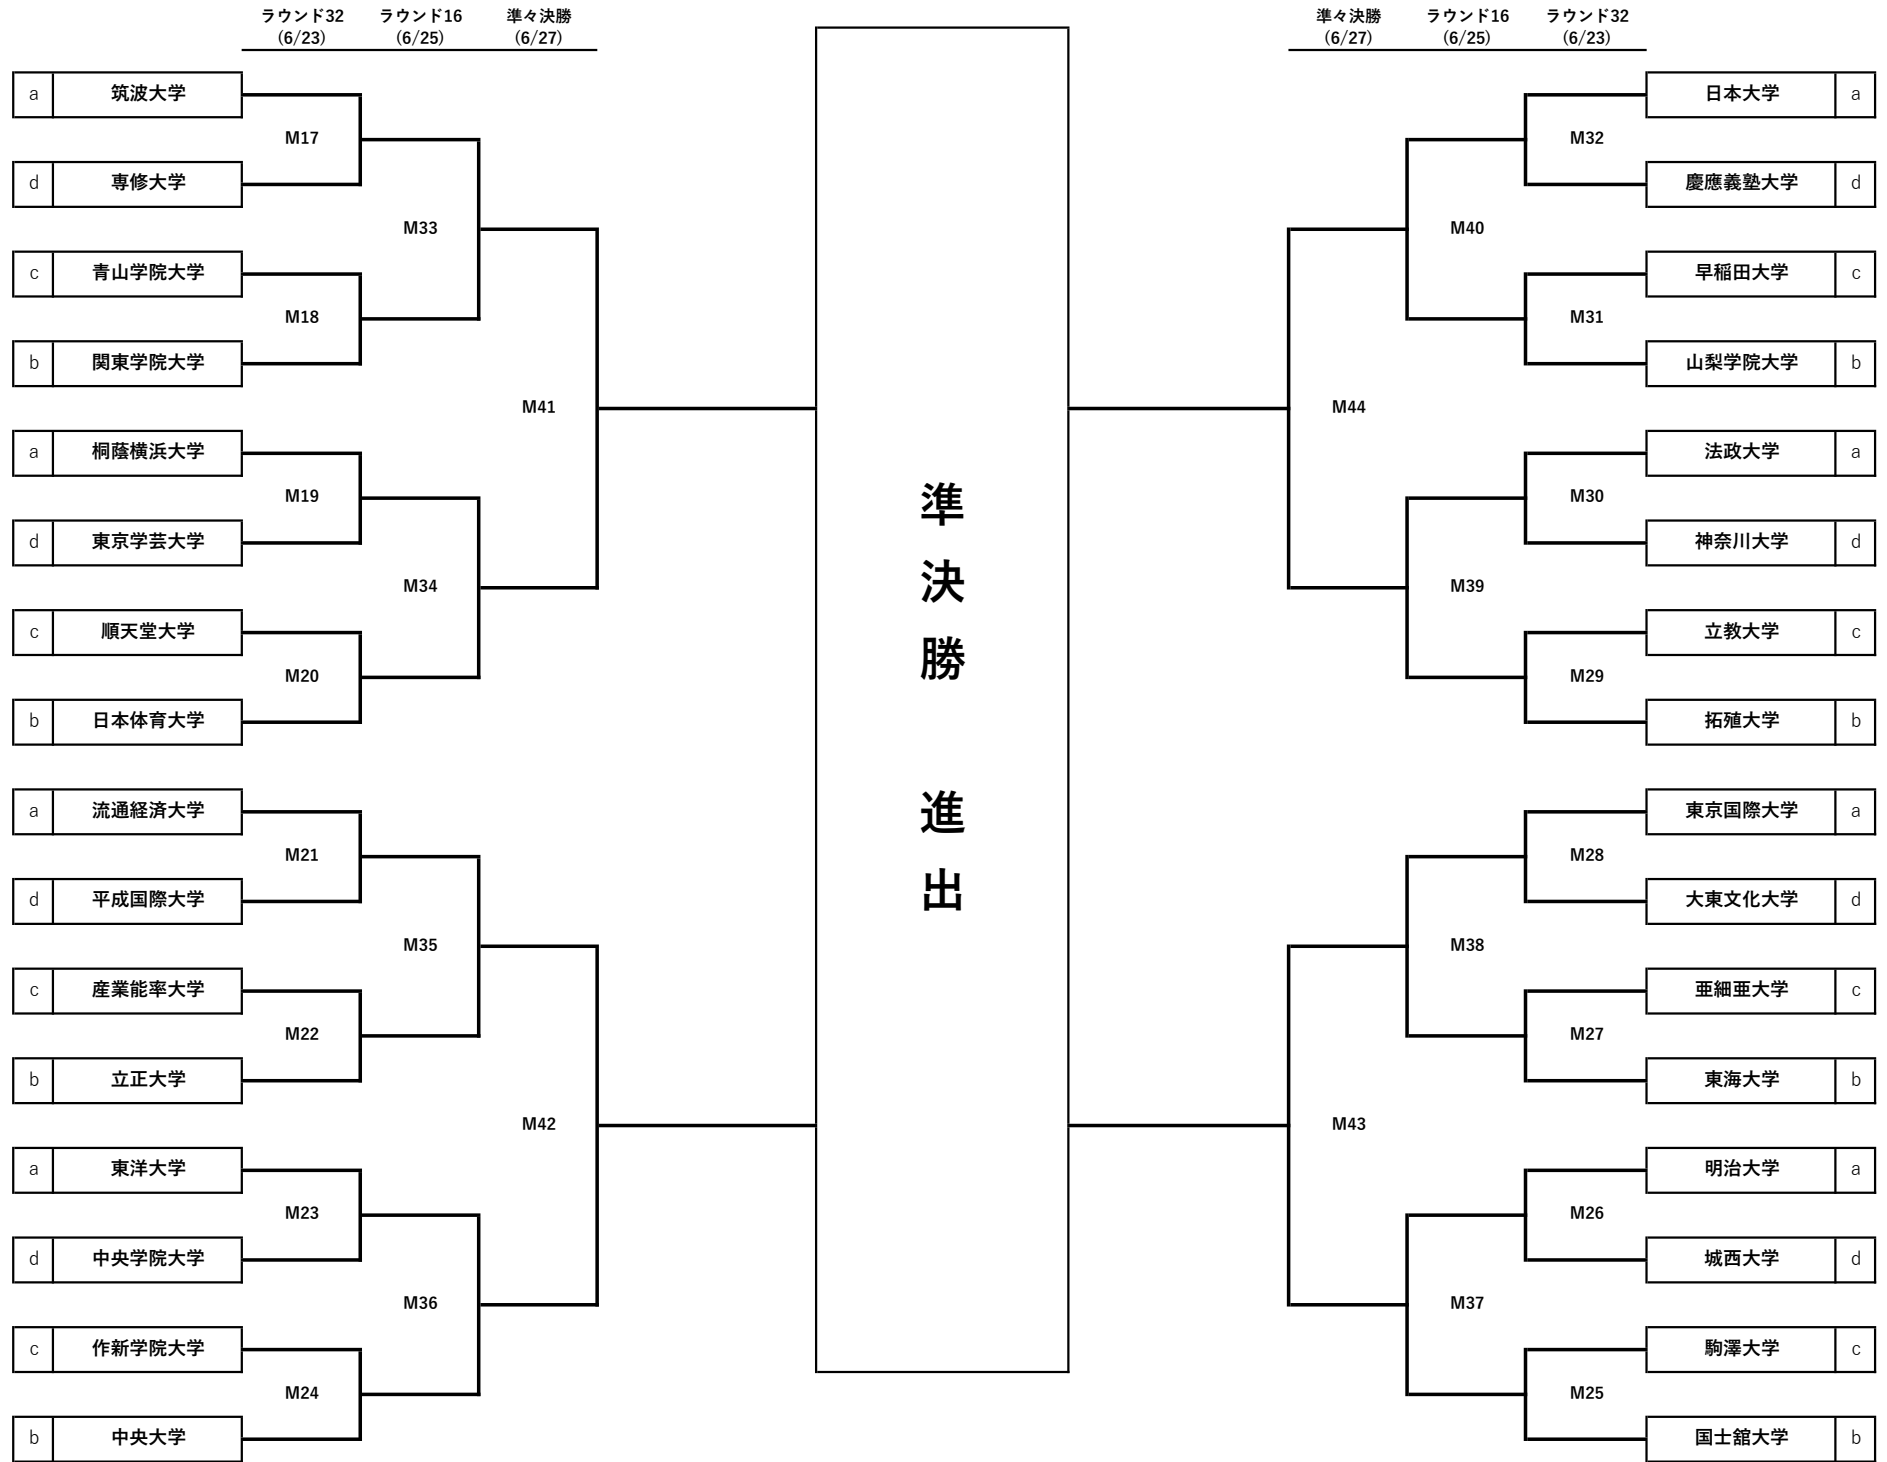 ラウンド32 ラウンド16 準々決勝
(6/23) (6/25) (6/27)
準々決勝 ラウンド16 ラウンド32
(6/27) (6/25) (6/23)
a 筑波大学
M17
d 専修大学
M33
c 青山学院大学
M18
b 関東学院大学
M41
a 桐蔭横浜大学
M19
d 東京学芸大学
M34
c 順天堂大学
M20
b 日本体育大学
a 流通経済大学
M21
d 平成国際大学
M35
c 産業能率大学
M22
b 立正大学
M42
a 東洋大学
M23
d 中央学院大学
M36
c 作新学院大学
M24
b 中央大学
準決勝 進出
日本大学 a
M32
慶應義塾大学 d
M40
早稲田大学 c
M31
山梨学院大学 b
M44
法政大学 a
M30
神奈川大学 d
M39
立教大学 c
M29
拓殖大学 b
東京国際大学 a
M28
大東文化大学 d
M38
亜細亜大学 c
M27
東海大学 b
M43
明治大学 a
M26
城西大学 d
M37
駒澤大学 c
M25
国士舘大学 b